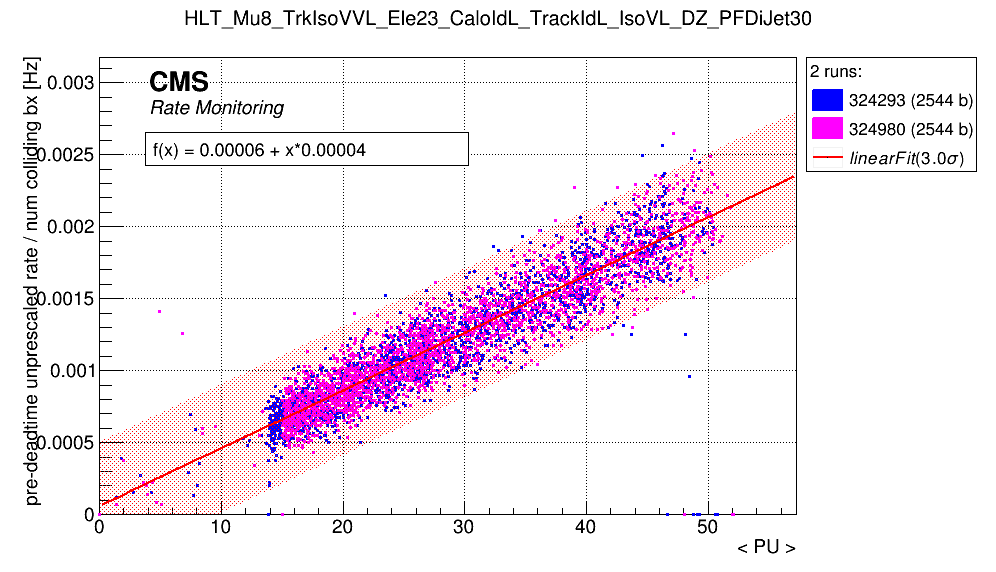 HLT_Mu8_TrkIsoVVL_Ele23_CaloIdL_TrackIdL_IsoVL_DZ_PFDiJet30
pre-deadtime unprescaled rate / num colliding bx [Hz]
0.003
0.0025
0.002
0.0015
0.001
0.0005
0
CMS
Rate Monitoring
f(x) = 0.00006 + x*0.00004
2 runs:
324293 (2544 b)
324980 (2544 b)
linearFit(3.0σ)
0 10 20 30 40 50
< PU >